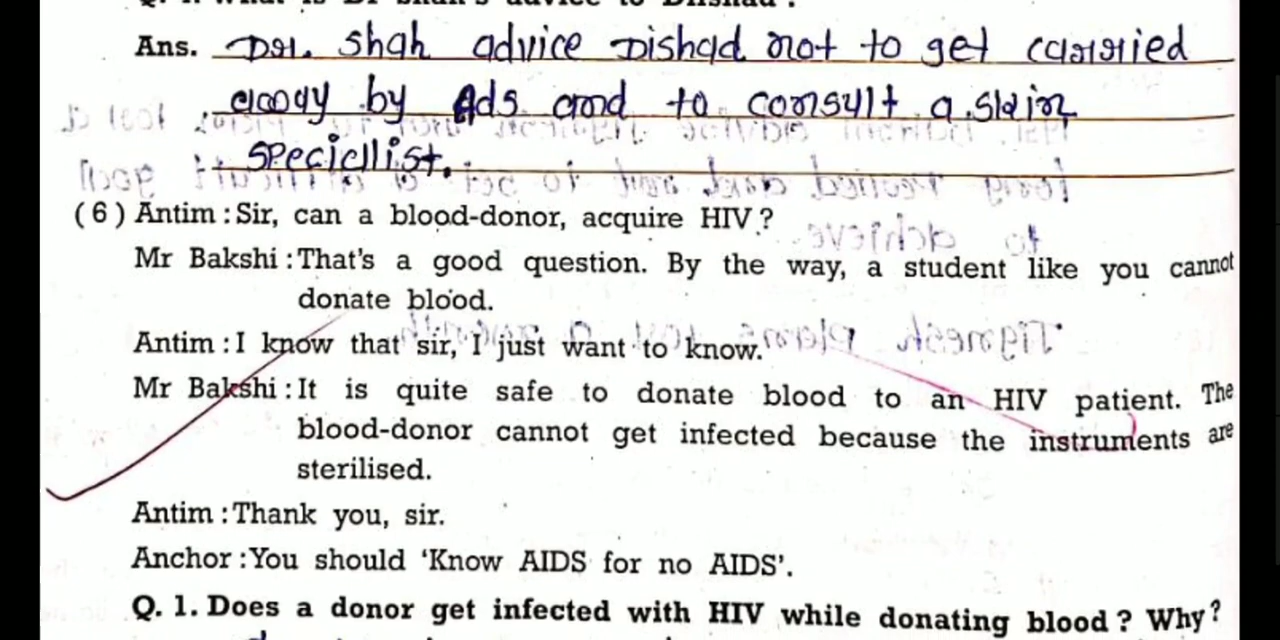 Ans. Dr. shah advice Dishad not to get carried
away by Ads and to consult a skin
specialist.
(6) Antim : Sir, can a blood-donor, acquire HIV?
Mr Bakshi : That's a good question. By the way, a student like you cannot
donate blood.
Antim : I know that sir, I just want to know.
Mr Bakshi : It is quite safe to donate blood to an HIV patient. The
blood-donor cannot get infected because the instruments are
sterilised.
Antim : Thank you, sir.
Anchor : You should 'Know AIDS for no AIDS'.
Q. 1. Does a donor get infected with HIV while donating blood? Why?